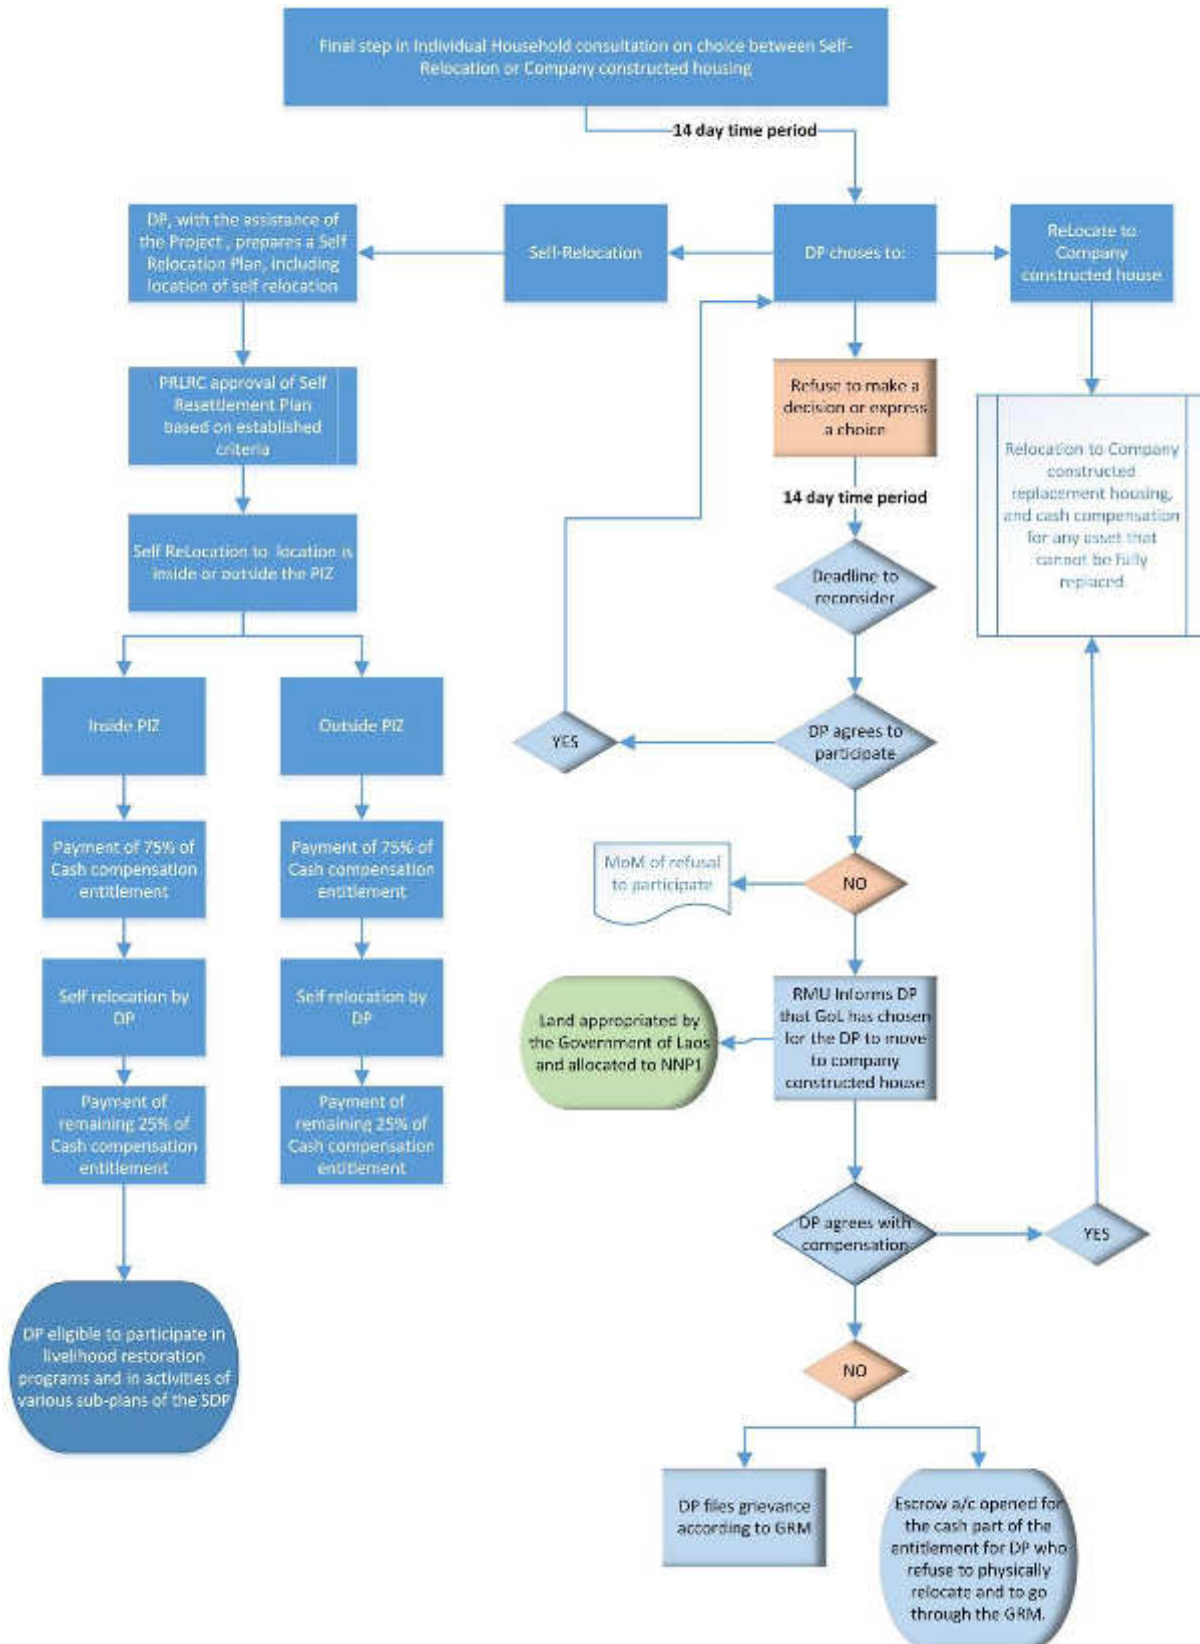 Final step in Individual Household consultation on choice between Self-
Relocation or Company constructed housing
14 day time period
DP, with the assistance of
the Project , prepares a Self
Relocation Plan, including
location of self relocation
Self-Relocation
DP choses to:
ReLocate to
Company
constructed house
PRLRC approval of Self
Resettlement Plan
based on established
criteria
Refuse to make a
decision or express
a choice
Relocation to Company
constructed
replacement housing,
and cash compensation
for any asset that
cannot be fully
replaced
14 day time period
Self ReLocation to location is
inside or outside the PIZ
Deadline to
reconsider
Inside PIZ
Outside PIZ
YES
DP agrees to
participate
Payment of 75% of
Cash compensation
entitlement
Payment of 75% of
Cash compensation
entitlement
MoM of refusal
to participate
NO
Self relocation by
DP
Self relocation by
DP
Land appropriated by
the Government of Laos
and allocated to NNP1
RMU Informs DP
that GoL has chosen
for the DP to move
to company
constructed house
Payment of
remaining 25% of
Cash compensation
entitlement
Payment of
remaining 25% of
Cash compensation
entitlement
DP agrees with
compensation
YES
DP eligible to participate in
livelihood restoration
programs and in activities of
various sub-plans of the SDP
NO
DP files grievance
according to GRM
Escrow a/c opened for
the cash part of the
entitlement for DP who
refuse to physically
relocate and to go
through the GRM.